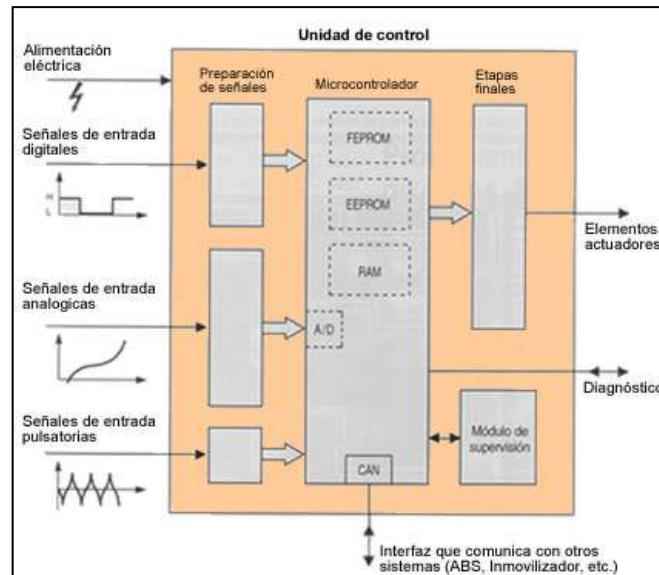 Unidad de control
Alimentación
eléctrica
Preparación
de señales
Microcontrolador
Etapas
finales
Señales de entrada
digitales
H
L
FEPROM
EEPROM
RAM
Elementos
actuadores
Señales de entrada
analogicas
A/D
Diagnóstico
Señales de entrada
pulsatorias
Módulo de
supervisión
CAN
Interfaz que comunica con otros
sistemas (ABS, Inmovilizador, etc.)